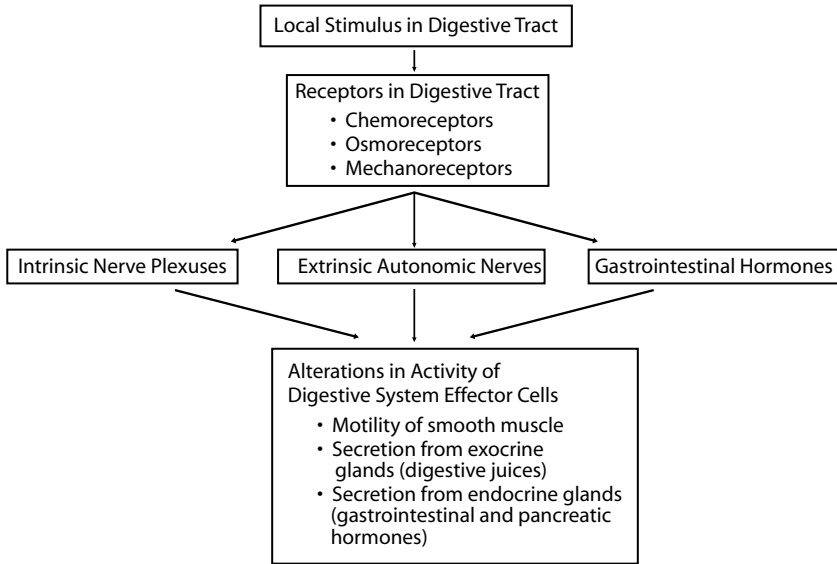 Local Stimulus in Digestive Tract
Receptors in Digestive Tract
• Chemoreceptors
• Osmoreceptors
• Mechanoreceptors
Intrinsic Nerve Plexuses
Extrinsic Autonomic Nerves
Gastrointestinal Hormones
Alterations in Activity of
Digestive System Effector Cells
• Motility of smooth muscle
• Secretion from exocrine
glands (digestive juices)
• Secretion from endocrine glands
(gastrointestinal and pancreatic
hormones)